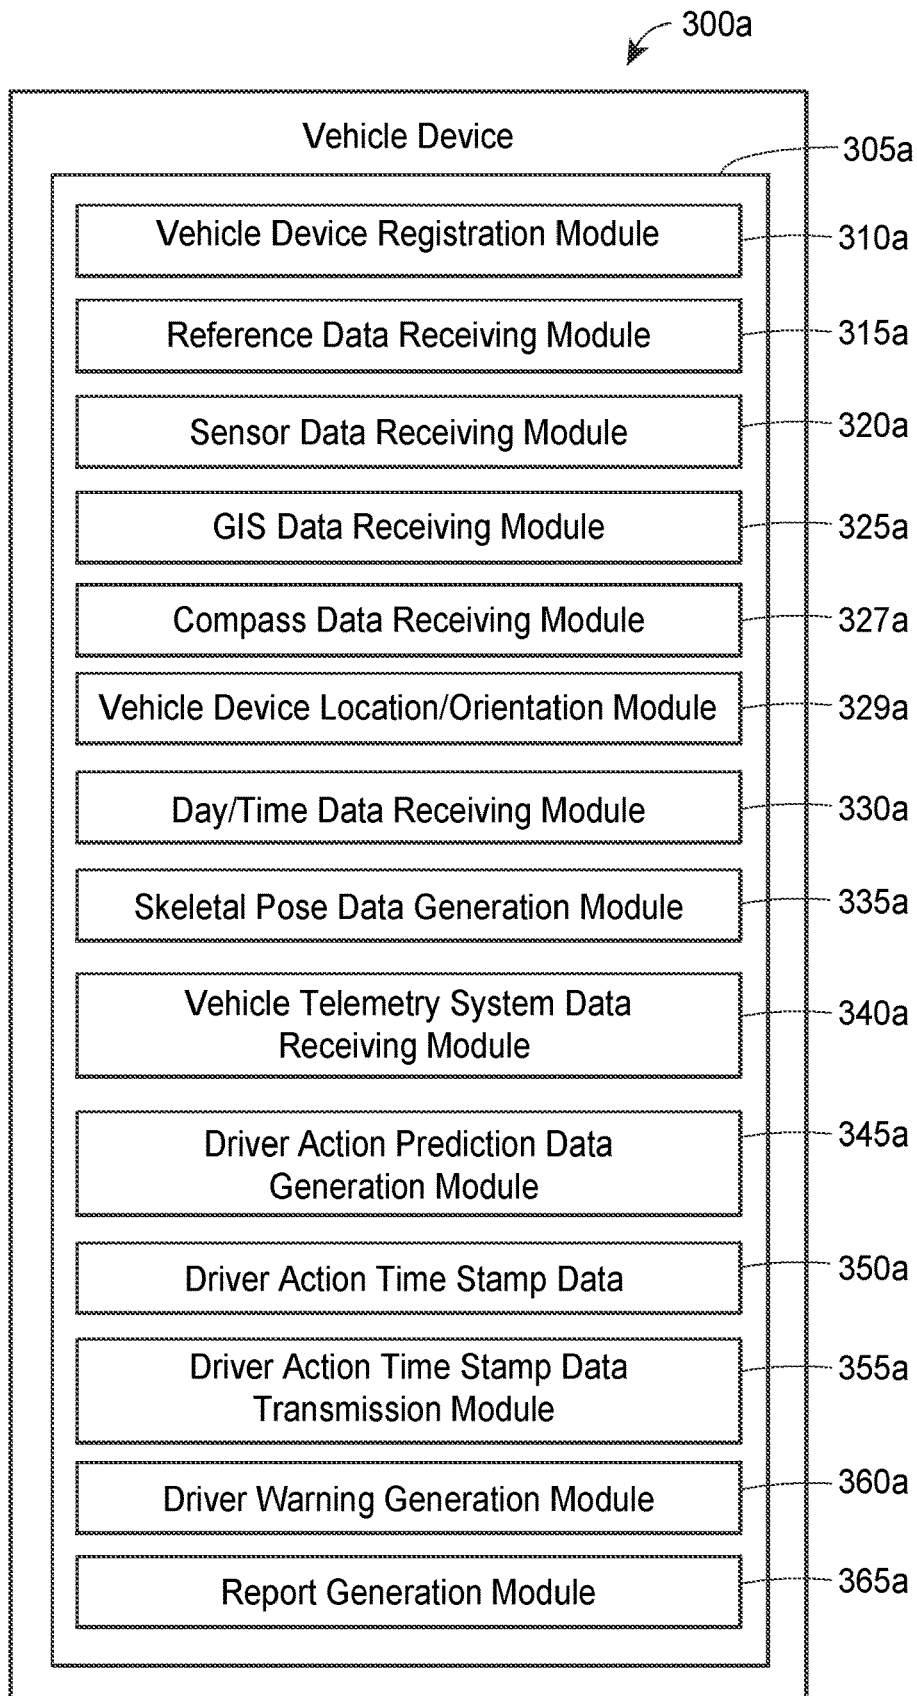 300a
Vehicle Device
305a
Vehicle Device Registration Module
310a
Reference Data Receiving Module
315a
Sensor Data Receiving Module
320a
GIS Data Receiving Module
325a
Compass Data Receiving Module
327a
Vehicle Device Location/Orientation Module
329a
Day/Time Data Receiving Module
330a
Skeletal Pose Data Generation Module
335a
Vehicle Telemetry System Data
Receiving Module
340a
Driver Action Prediction Data
Generation Module
345a
Driver Action Time Stamp Data
350a
Driver Action Time Stamp Data
Transmission Module
355a
Driver Warning Generation Module
360a
Report Generation Module
365a